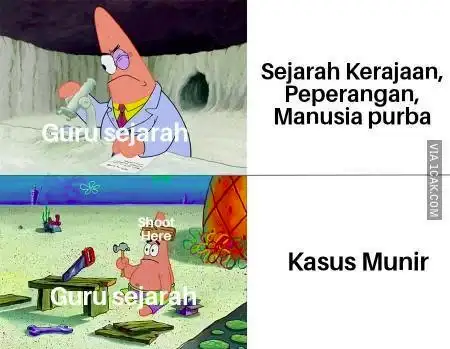 Sejarah Kerajaan,
Peperangan,
Manusia purba
Guru sejarah
VIA 1CAK.COM
Shoot
Here
Guru sejarah
Kasus Munir